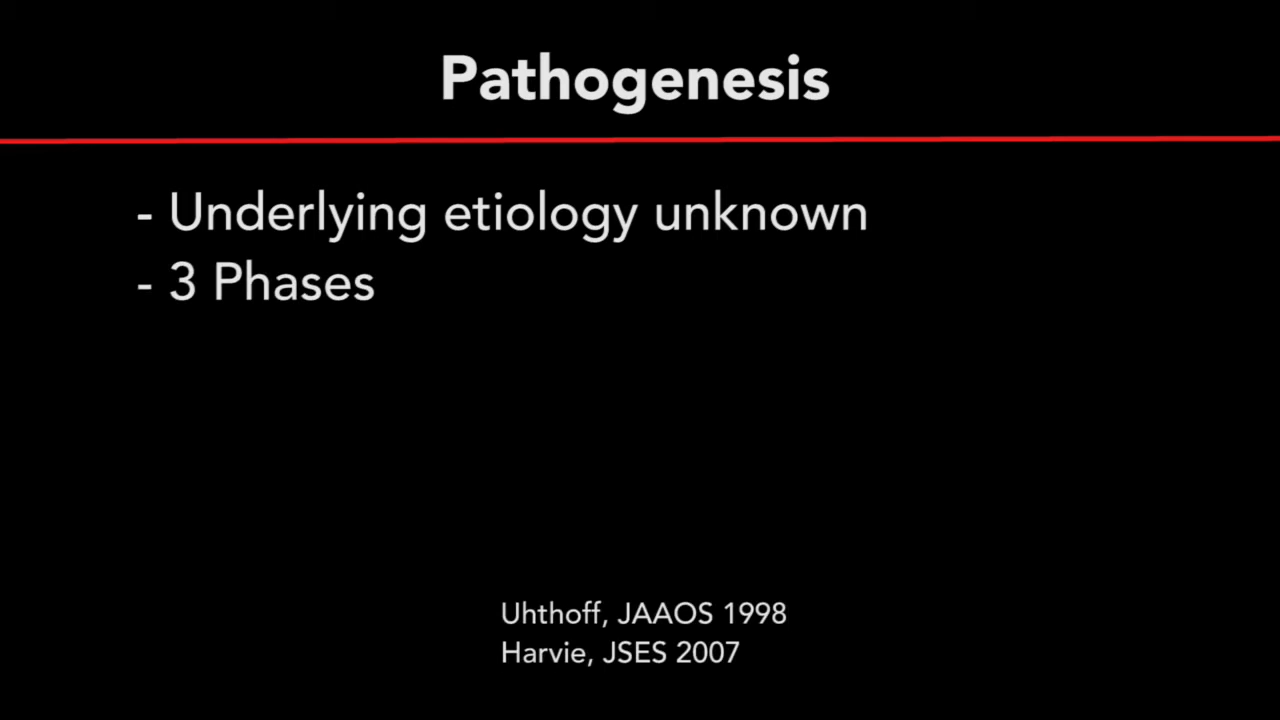 Pathogenesis
- Underlying etiology unknown
- 3 Phases
Uhthoff, JAAOS 1998
Harvie, JSES 2007